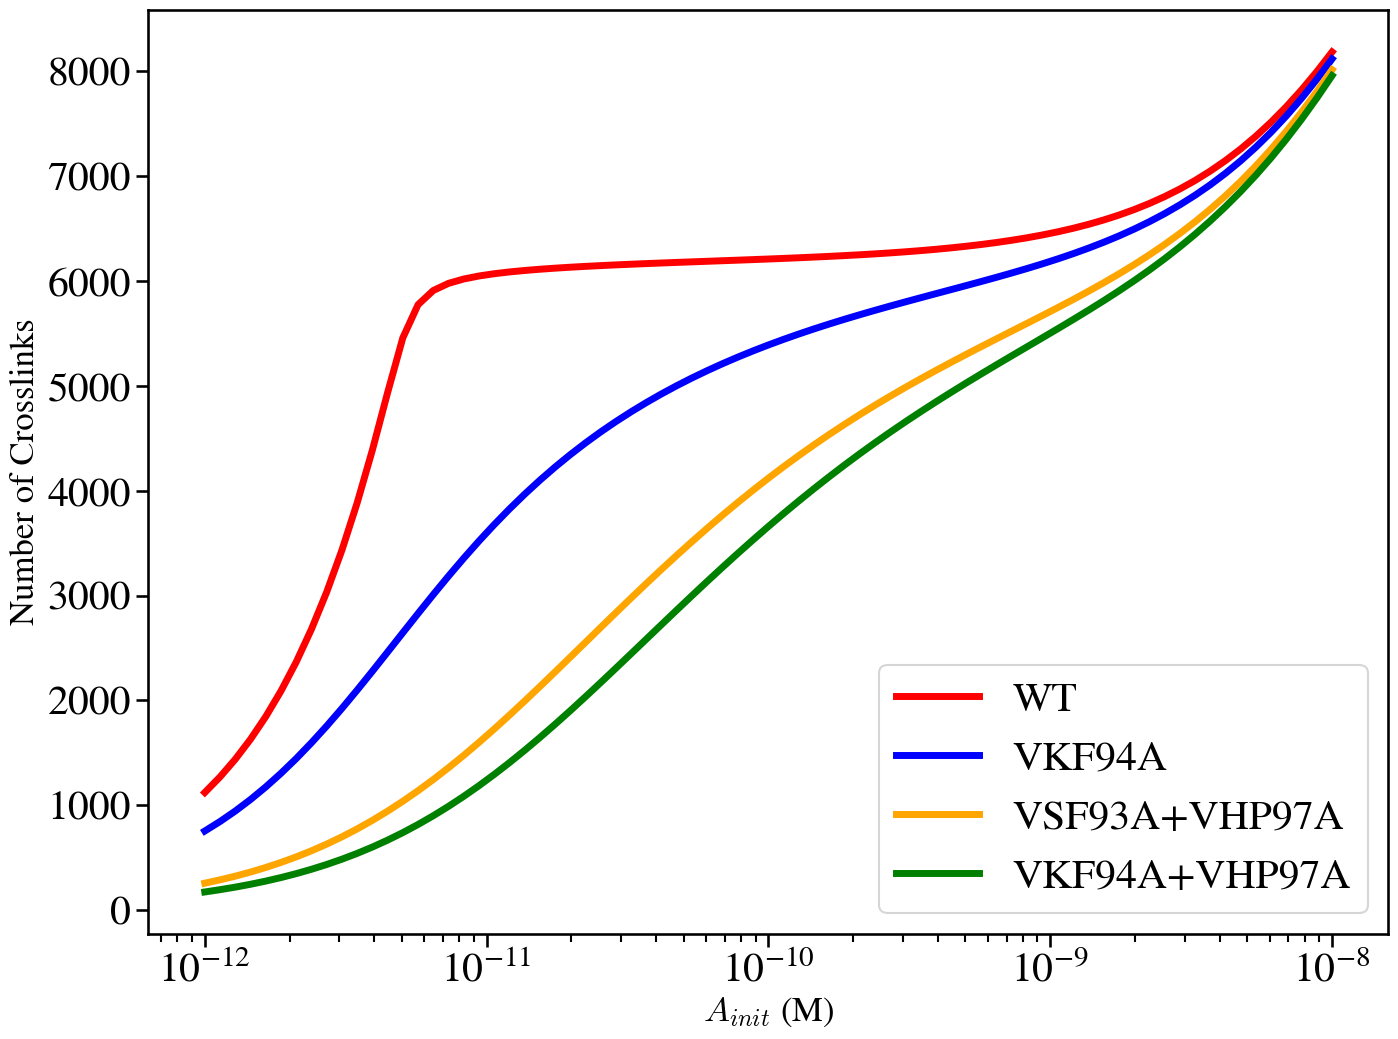 8000
7000
6000
5000
4000
3000
2000
1000
0
Number of Crosslinks
WT
VKF94A
VSF93A+VHP97A
VKF94A+VHP97A
10⁻¹² 10⁻¹¹ 10⁻¹⁰ 10⁻⁹ 10⁻⁸
A_init (M)